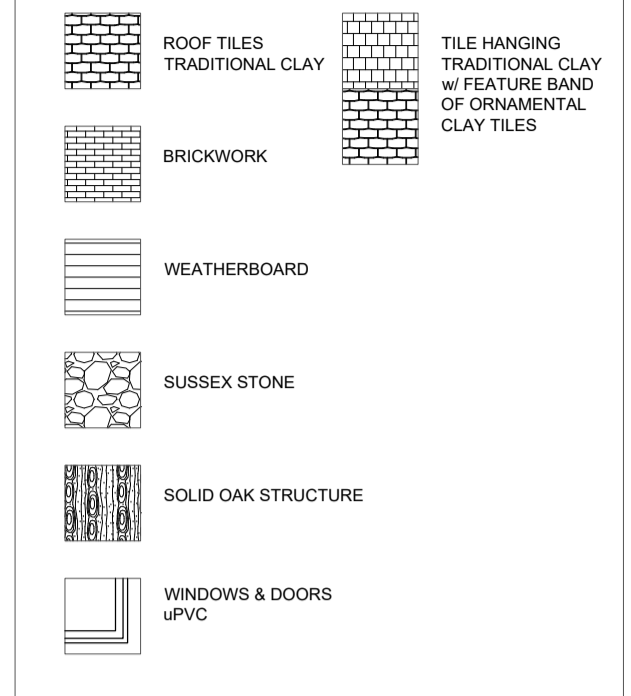 ROOF TILES
TRADITIONAL CLAY
TILE HANGING
TRADITIONAL CLAY
w/ FEATURE BAND
OF ORNAMENTAL
CLAY TILES
BRICKWORK
WEATHERBOARD
SUSSEX STONE
SOLID OAK STRUCTURE
WINDOWS & DOORS
uPVC